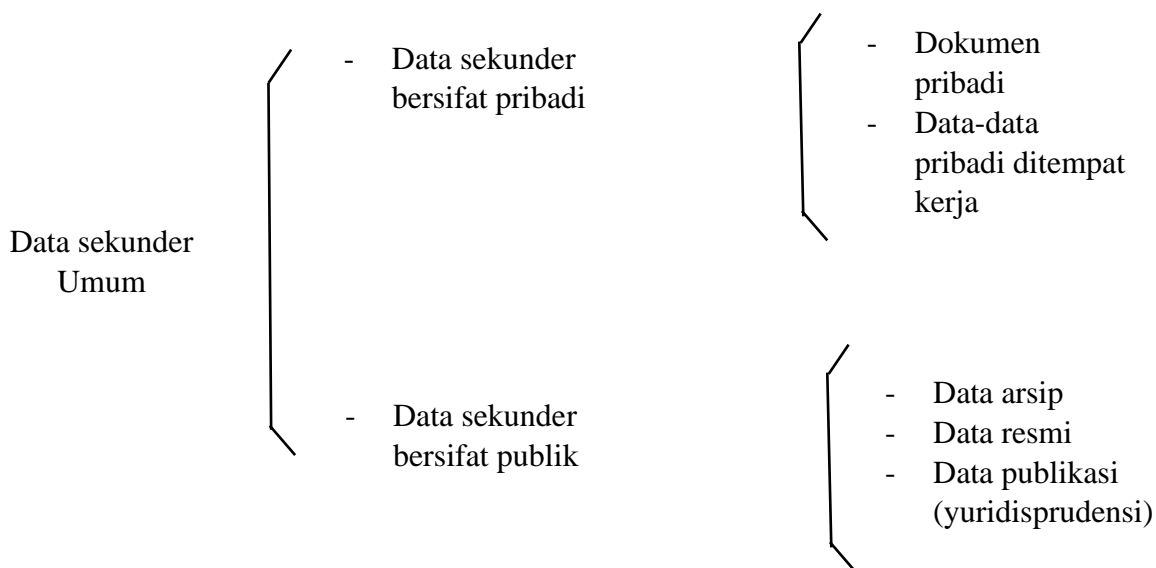 Data sekunder
Umum
- Data sekunder
bersifat pribadi
- Dokumen
pribadi
- Data-data
pribadi ditempat
kerja
- Data sekunder
bersifat publik
- Data arsip
- Data resmi
- Data publikasi
(yuridisprudensi)